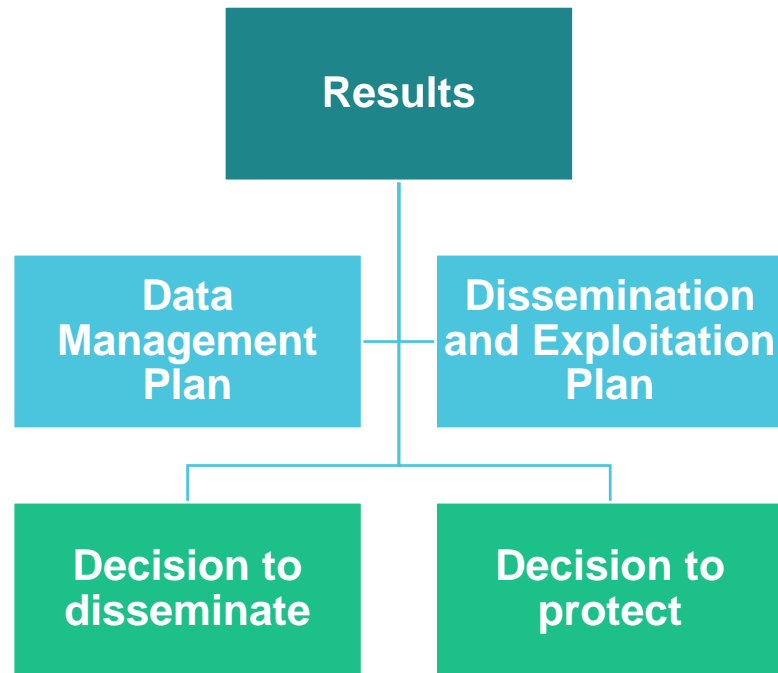 Results
Data
Management
Plan
Dissemination
and Exploitation
Plan
Decision to
disseminate
Decision to
protect